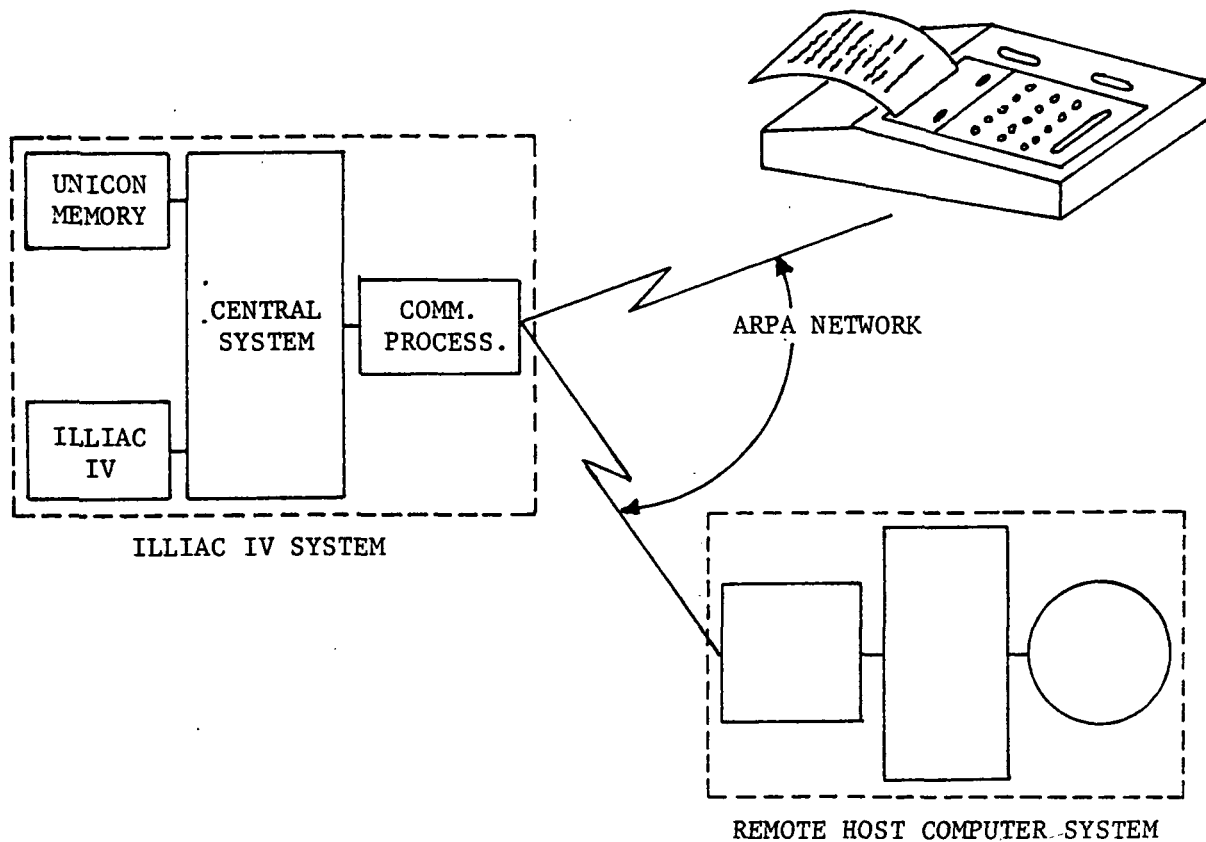 UNICON
MEMORY
CENTRAL
SYSTEM
COMM.
PROCESS.
ILLIAC
IV
ILLIAC IV SYSTEM
ARPA NETWORK
REMOTE HOST COMPUTER SYSTEM